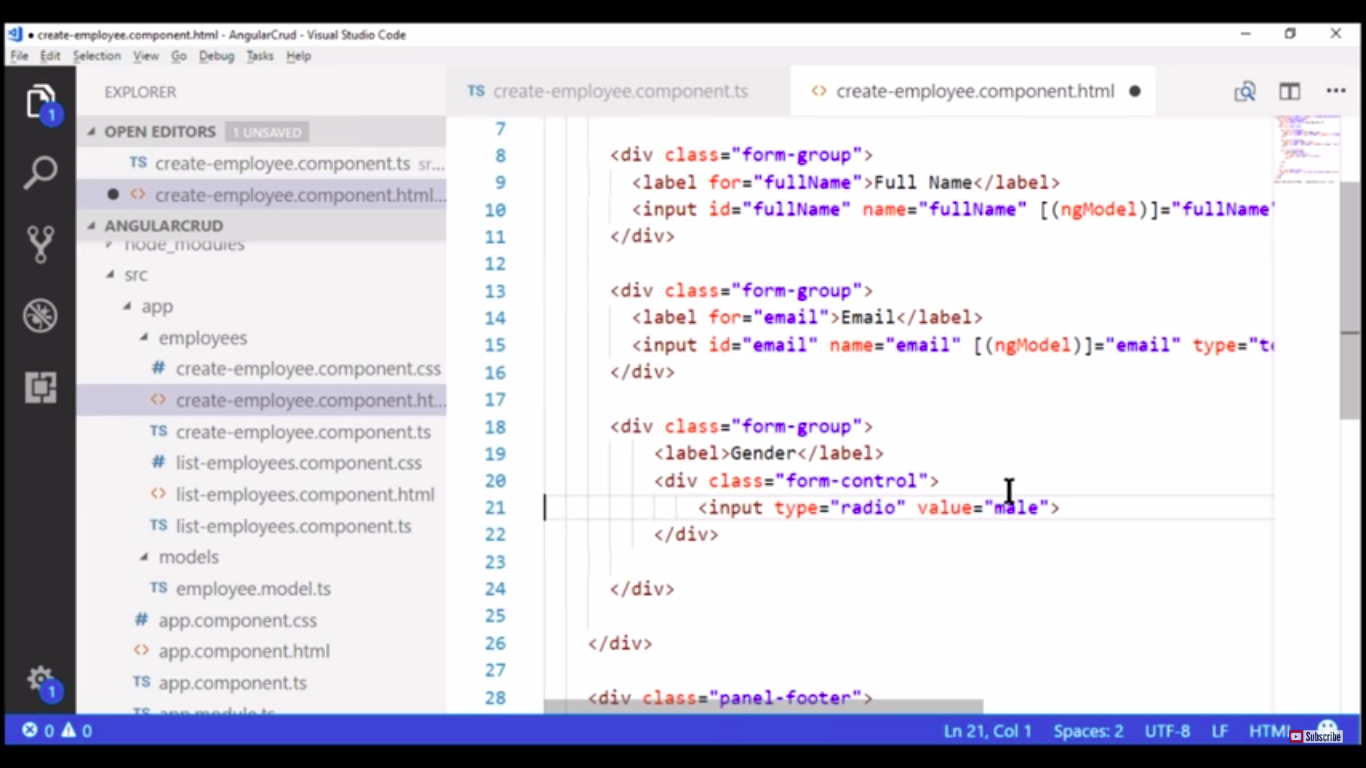 create-employee.component.html - AngularCrud - Visual Studio Code
File Edit Selection View Go Debug Tasks Help
EXPLORER
1
OPEN EDITORS 1 UNSAVED
TS create-employee.component.ts sr...
<> create-employee.component.html...
ANGULARCRUD
node_modules
src
app
employees
# create-employee.component.css
<> create-employee.component.ht...
TS create-employee.component.ts
# list-employees.component.css
<> list-employees.component.html
TS list-employees.component.ts
models
TS employee.model.ts
# app.component.css
<> app.component.html
TS app.component.ts
TS app.module.ts
1
TS create-employee.component.ts <> create-employee.component.html
7
8 <div class="form-group">
9 <label for="fullName">Full Name</label>
10 <input id="fullName" name="fullName" [(ngModel)]="fullName"
11 </div>
12
13 <div class="form-group">
14 <label for="email">Email</label>
15 <input id="email" name="email" [(ngModel)]="email" type="te
16 </div>
17
18 <div class="form-group">
19 <label>Gender</label>
20 <div class="form-control">
21 <input type="radio" value="male">
22 </div>
23
24 </div>
25
26 </div>
27
28 <div class="panel-footer">
0 0 Ln 21, Col 1 Spaces: 2 UTF-8 LF HTML
Subscribe